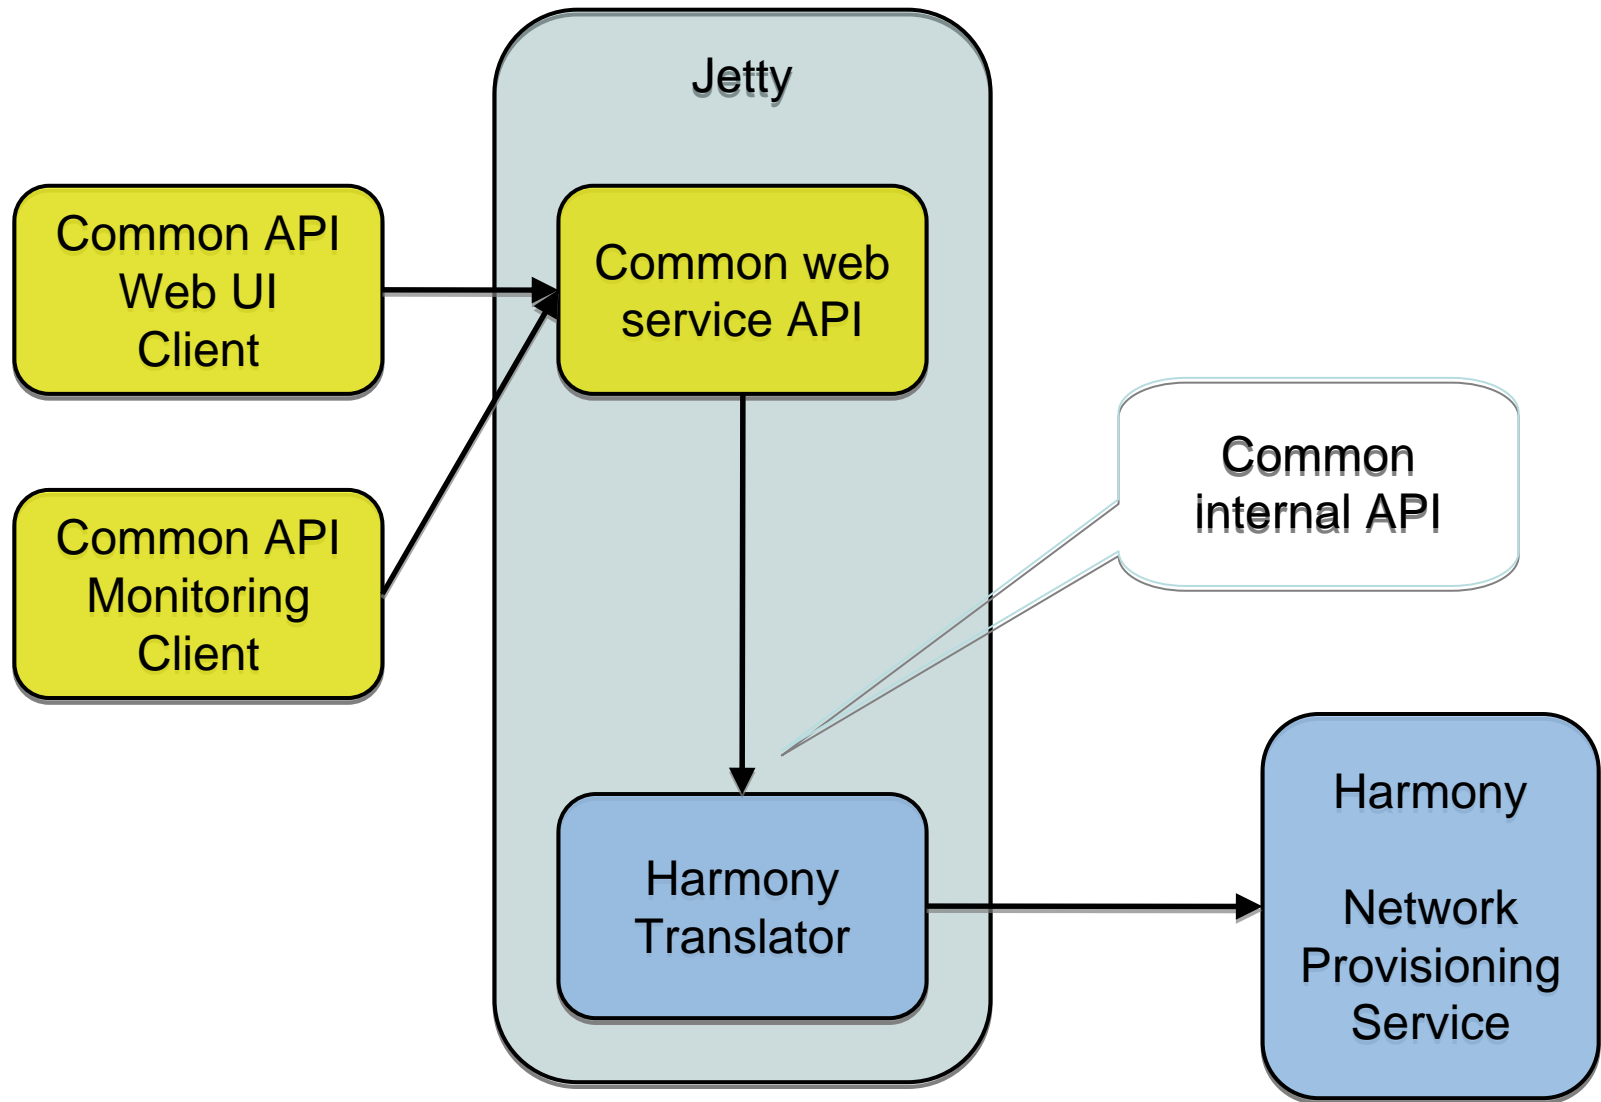 Jetty
Common API
Web UI
Client
Common web
service API
Common
internal API
Common API
Monitoring
Client
Harmony
Translator
Harmony
Network
Provisioning
Service